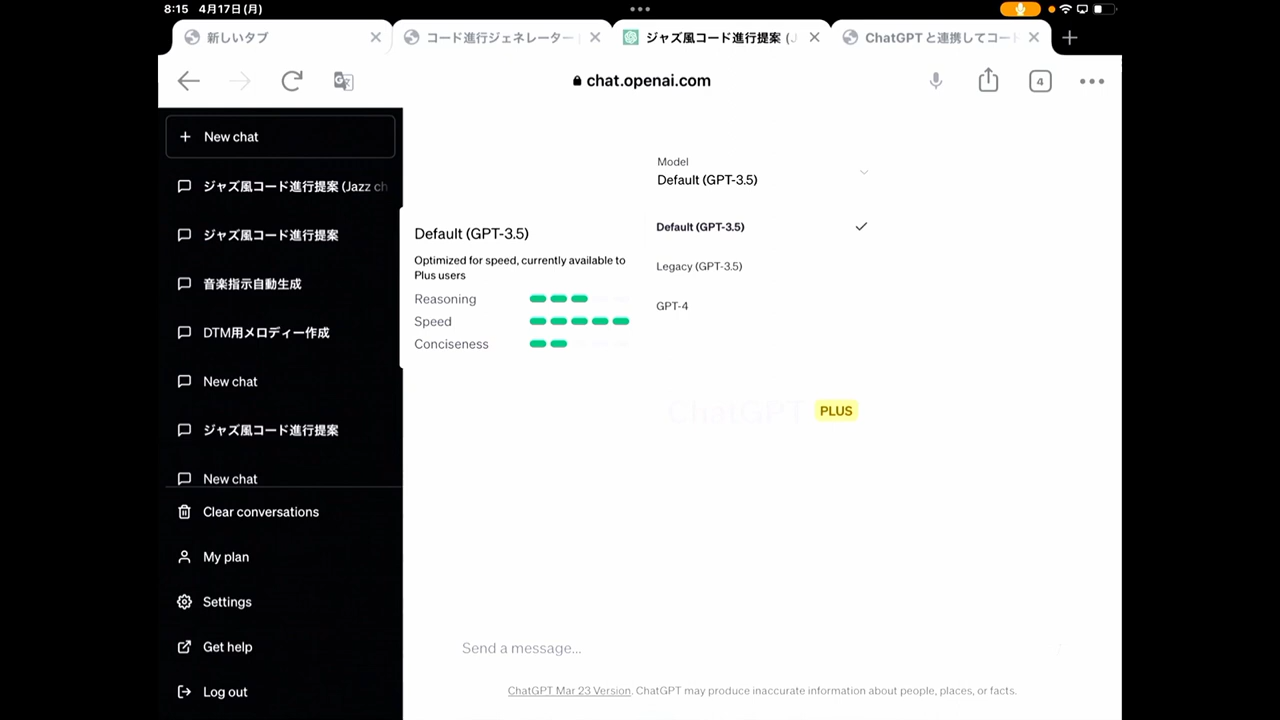 8:15 4月17日(月)
新しいタブ
コード進行ジェネレーター
ジャズ風コード進行提案 (J
ChatGPTと連携してコート
chat.openai.com
4
New chat
ジャズ風コード進行提案 (Jazz ch
ジャズ風コード進行提案
音楽指示自動生成
DTM用メロディー作成
New chat
ジャズ風コード進行提案
New chat
Clear conversations
My plan
Settings
Get help
Log out
Model
Default (GPT-3.5)
Default (GPT-3.5)
Legacy (GPT-3.5)
GPT-4
Default (GPT-3.5)
Optimized for speed, currently available to
Plus users
Reasoning
Speed
Conciseness
ChatGPT PLUS
Send a message...
ChatGPT Mar 23 Version. ChatGPT may produce inaccurate information about people, places, or facts.